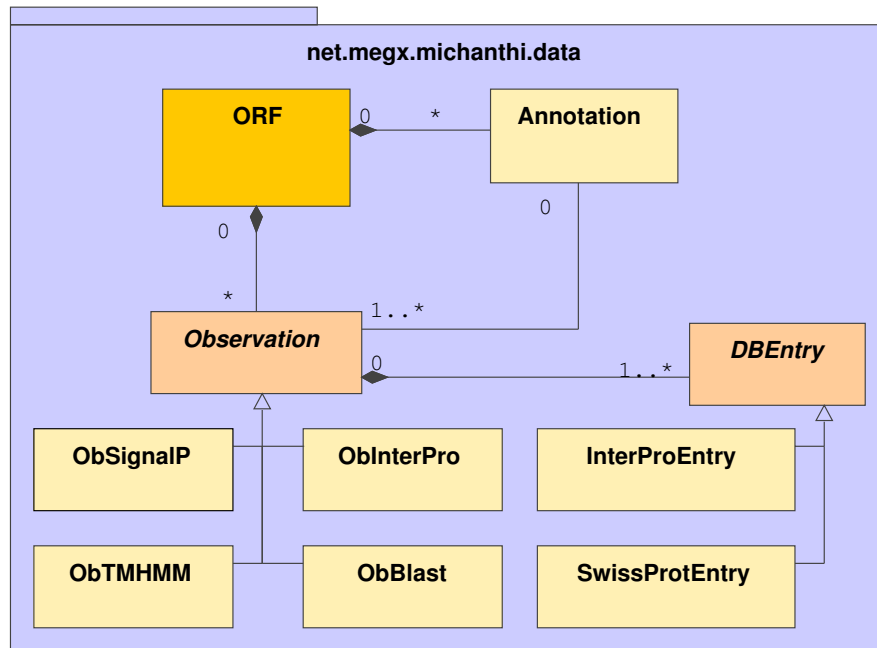 net.megx.michanthi.data
ORF
0
*
Annotation
0
0
*
1..*
Observation
0
1..*
DBEntry
ObSignalP
ObInterPro
InterProEntry
ObTMHMM
ObBlast
SwissProtEntry